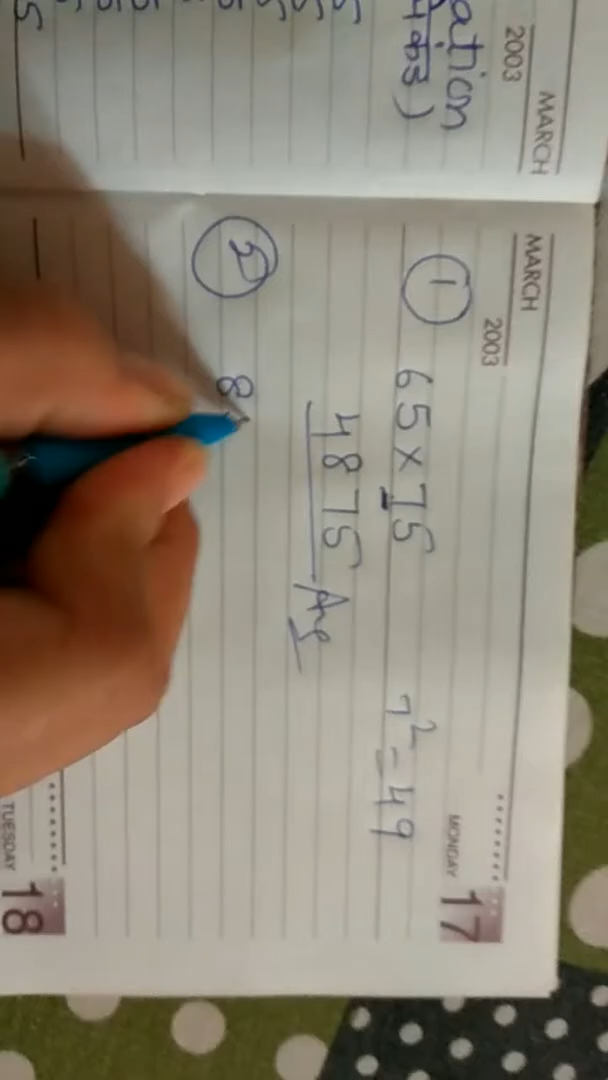 ation
MARCH
2003
MARCH
2003
MONDAY 17
① 65 × 75 7² = 49
4875 Ans
② 8
TUESDAY 18